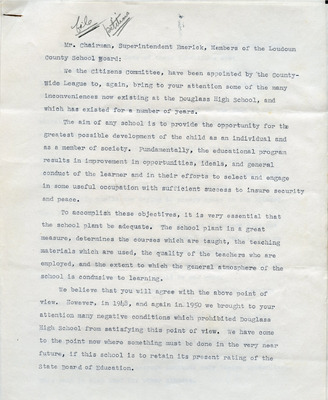 file
petitions
Mr. Chairman, Superintendent Emerick, Members of the Loudoun
County School Board:
We the Citizens Committee, have been appointed by the County-
Wide League to, again, bring to your attention some of the many
inconveniences now existing at the Douglass High School, and
which has existed for a number of years.
The aim of any school is to provide the opportunity for the
greatest possible development of the child as an individual and
as a member of society. Fundamentally, the educational program
results in improvement in opportunities, ideals, and general
conduct of the learner and in their efforts to select and engage
in some useful occupation with sufficient success to insure security
and peace.
To accomplish these objectives, it is very essential that
the school plant be adequate. The school plant in a great
measure, determines the courses which are taught, the teaching
materials which are used, the quality of the teachers who are
employed, and the extent to which the general atmosphere of the
school is condusive to learning.
We believe that you will agree with the above point of
view. However, in 1948, and again in 1950 we brought to your
attention many negative conditions which prohibited Douglass
High School from satisfying this point of view. We have come
to the point now where something must be done in the very near
future, if this school is to retain its present rating of the
State Board of Education.